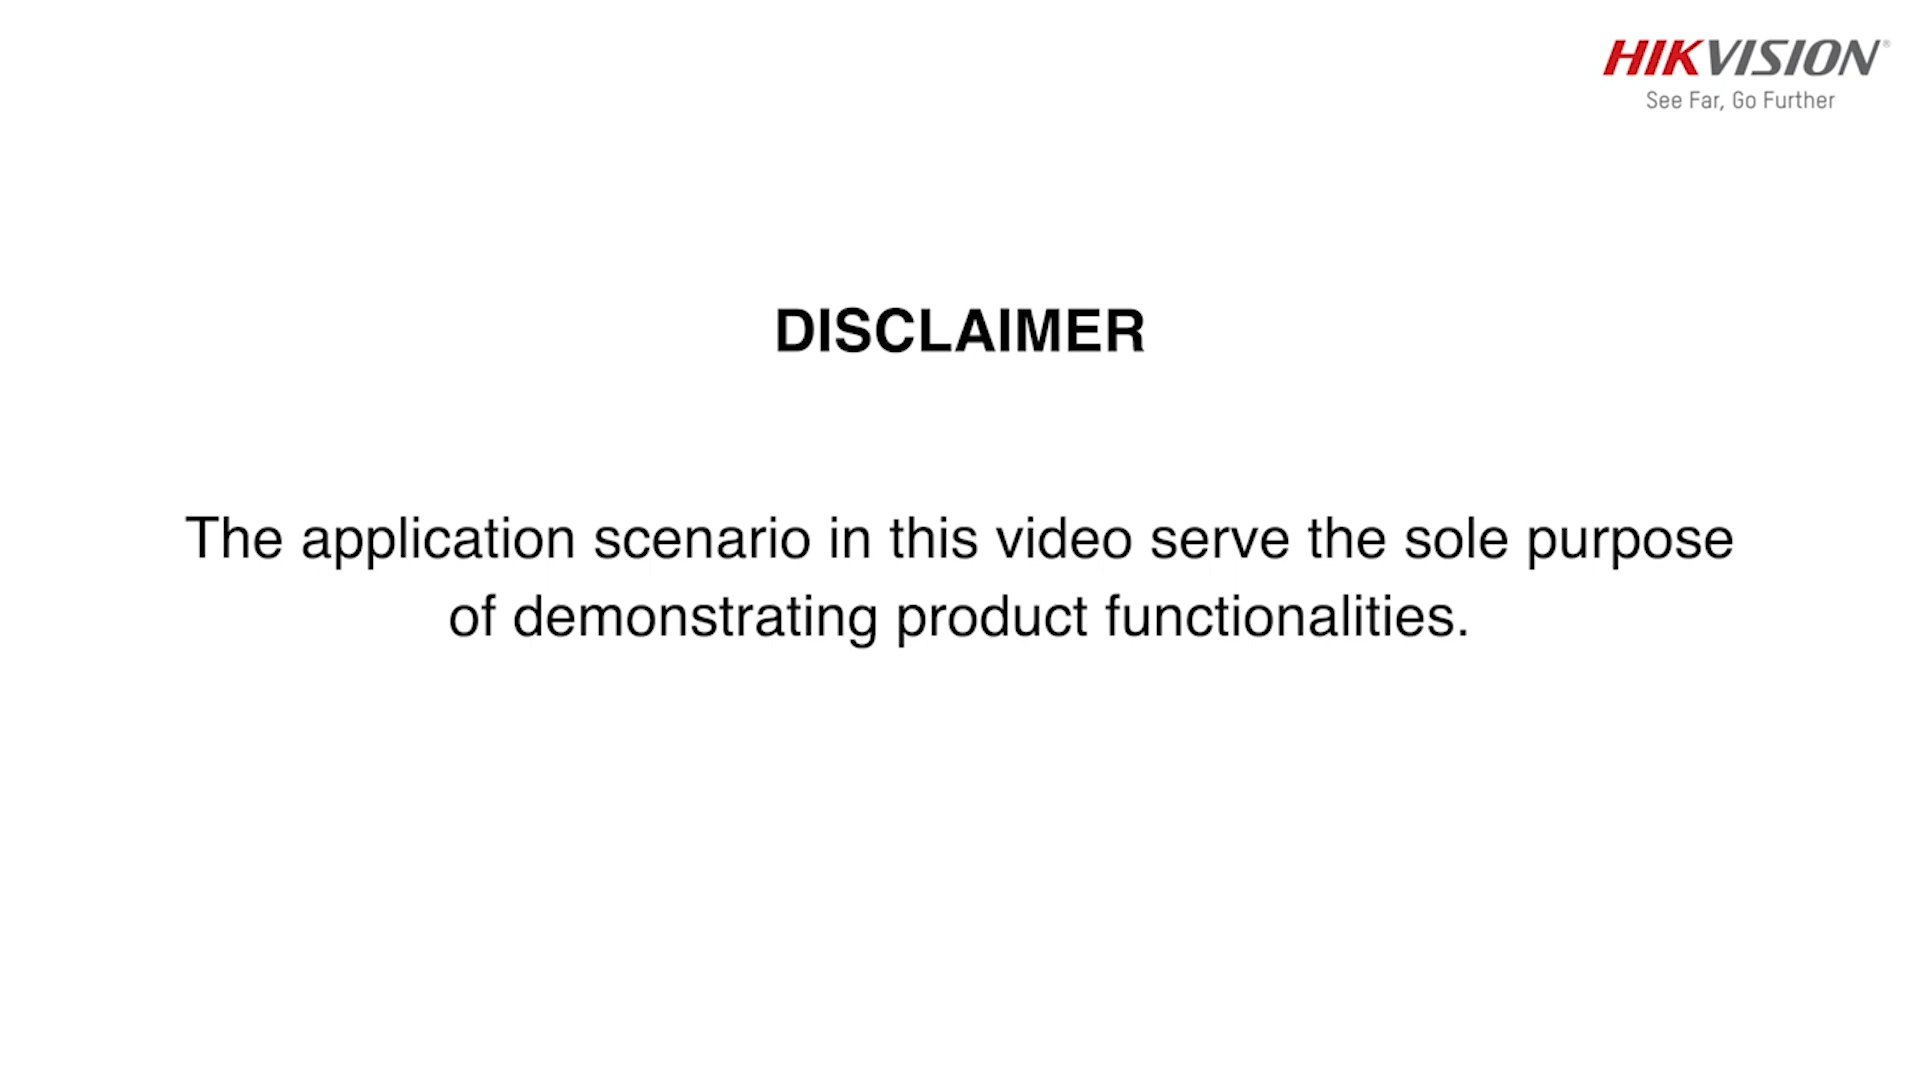 HIKVISION®
See Far, Go Further
DISCLAIMER
The application scenario in this video serve the sole purpose
of demonstrating product functionalities.